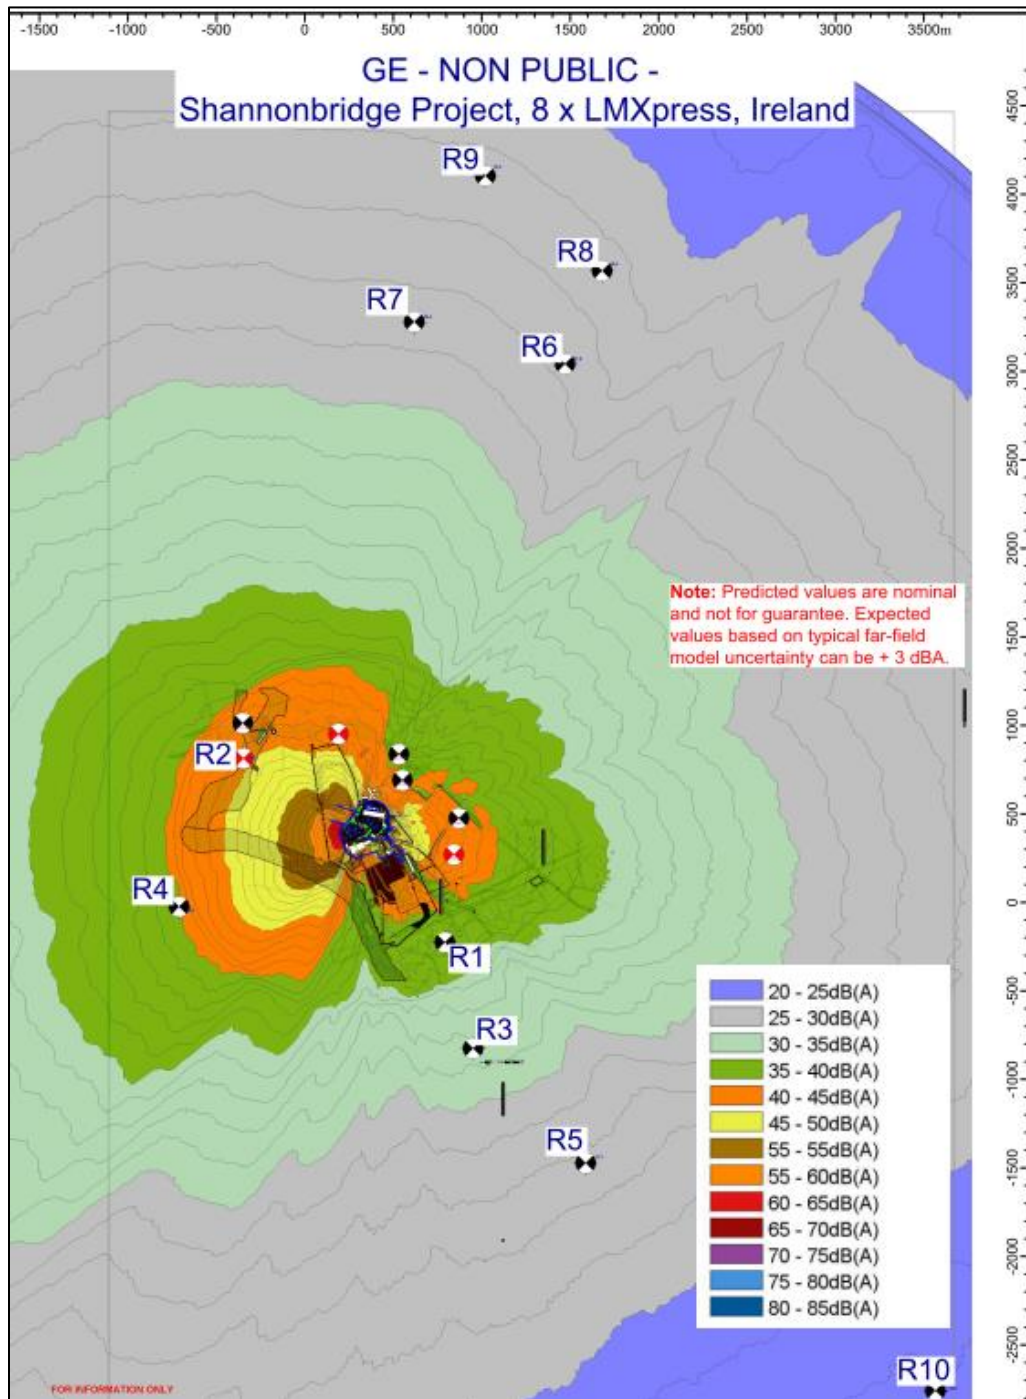 -1500 -1000 -500 0 500 1000 1500 2000 2500 3000 3500m
GE - NON PUBLIC -
Shannonbridge Project, 8 x LMXpress, Ireland
4500
R9
4000
R8
3500
R7
R6
3000
2500
2000
Note: Predicted values are nominal
and not for guarantee. Expected
values based on typical far-field
model uncertainty can be + 3 dBA.
1500
1000
R2
500
R4
0
R1
-500
R3
-1000
R5
-1500
-2000
-2500
R10
20 - 25dB(A)
25 - 30dB(A)
30 - 35dB(A)
35 - 40dB(A)
40 - 45dB(A)
45 - 50dB(A)
55 - 55dB(A)
55 - 60dB(A)
60 - 65dB(A)
65 - 70dB(A)
70 - 75dB(A)
75 - 80dB(A)
80 - 85dB(A)
FOR INFORMATION ONLY